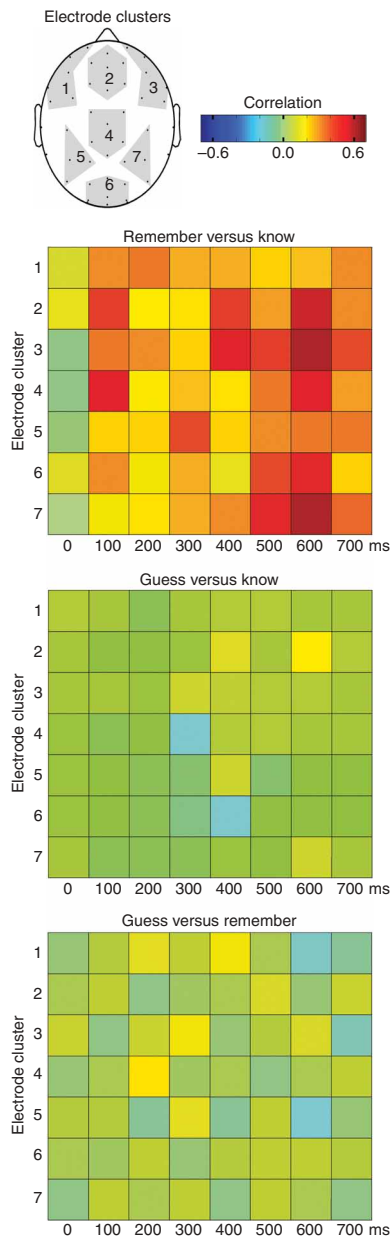 Electrode clusters
1
2
3
4
5
7
6
Correlation
–0.6 0.0 0.6
Remember versus know
Electrode cluster
1
2
3
4
5
6
7
0 100 200 300 400 500 600 700 ms
Guess versus know
Electrode cluster
1
2
3
4
5
6
7
0 100 200 300 400 500 600 700 ms
Guess versus remember
Electrode cluster
1
2
3
4
5
6
7
0 100 200 300 400 500 600 700 ms